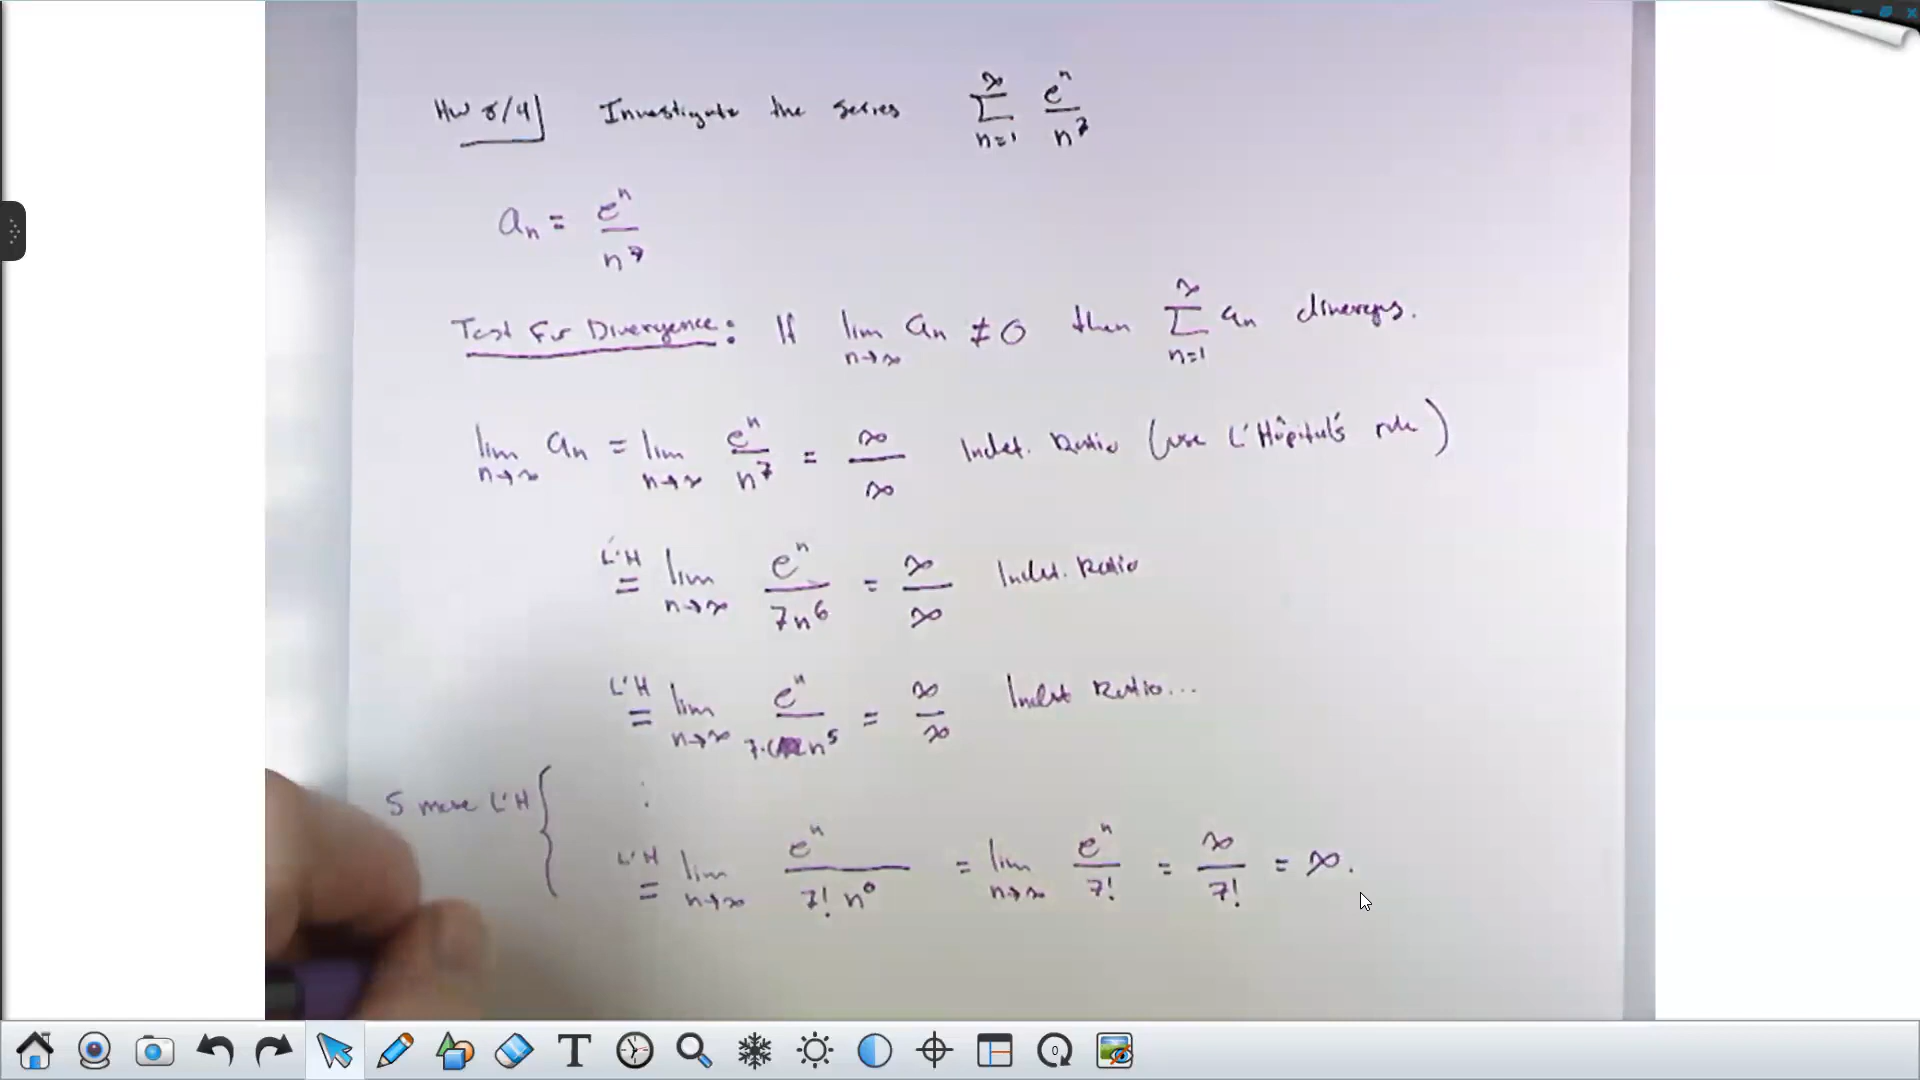 HW 8/4] Investigate the series ∑_{n=1}^{∞} e^n/n^7
a_n = e^n/n^7
Test For Divergence: If lim_{n→∞} a_n ≠ 0 then ∑_{n=1}^{∞} a_n diverges.
lim_{n→∞} a_n = lim_{n→∞} e^n/n^7 = ∞/∞ Indet. Ratio (use L'Hôpital's rule)
L'H = lim_{n→∞} e^n/7n^6 = ∞/∞ Indet. Ratio
L'H = lim_{n→∞} e^n/7·6 n^5 = ∞/∞ Indet Ratio...
5 more L'H { ⋮
L'H = lim_{n→∞} e^n/7! n^0 = lim_{n→∞} e^n/7! = ∞/7! = ∞.
T
0